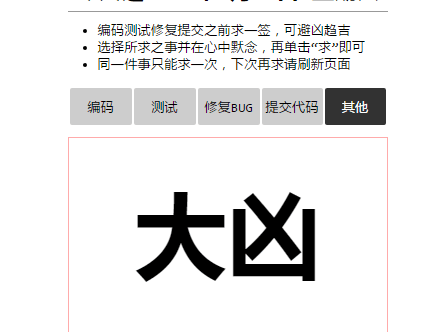 编码测试修复提交之前求一签，可避凶趋吉
选择所求之事并在心中默念，再单击“求”即可
同一件事只能求一次，下次再求请刷新页面
编码 测试 修复BUG 提交代码 其他
大凶